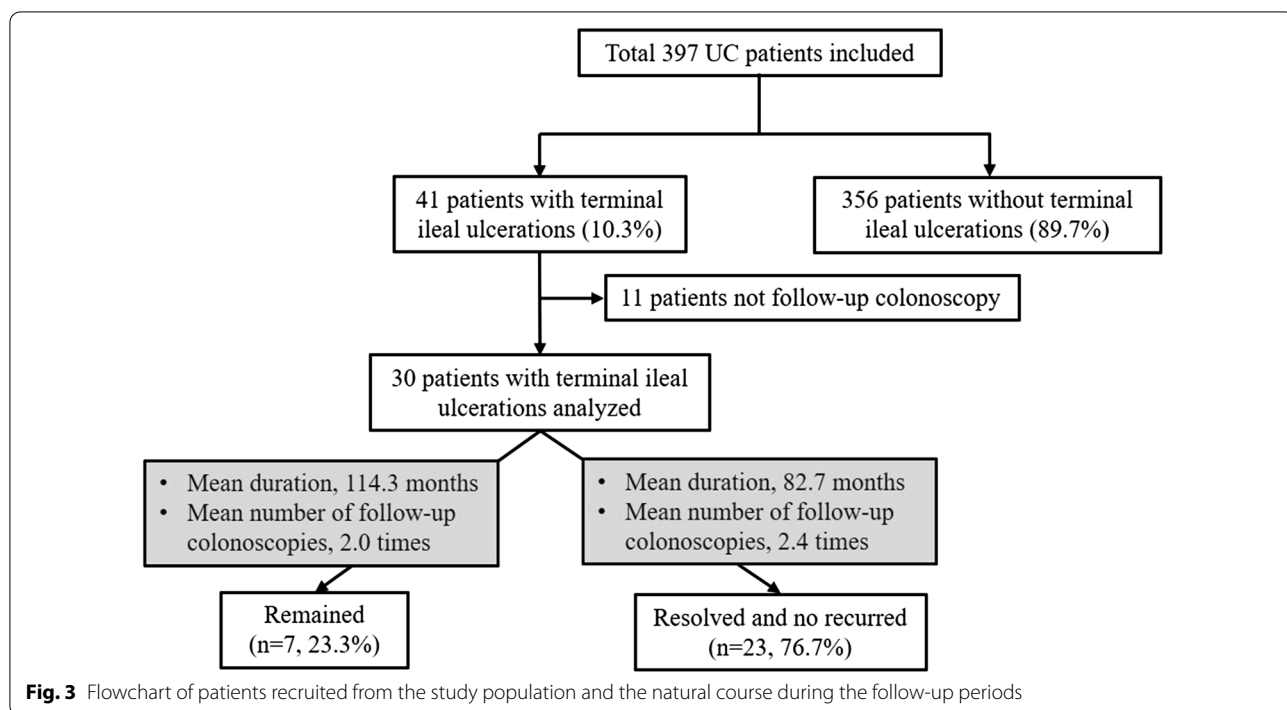 Total 397 UC patients included
41 patients with terminal
ileal ulcerations (10.3%)
356 patients without terminal
ileal ulcerations (89.7%)
11 patients not follow-up colonoscopy
30 patients with terminal ileal
ulcerations analyzed
• Mean duration, 114.3 months
• Mean number of follow-up
colonoscopies, 2.0 times
• Mean duration, 82.7 months
• Mean number of follow-up
colonoscopies, 2.4 times
Remained
(n=7, 23.3%)
Resolved and no recurred
(n=23, 76.7%)
Fig. 3 Flowchart of patients recruited from the study population and the natural course during the follow-up periods